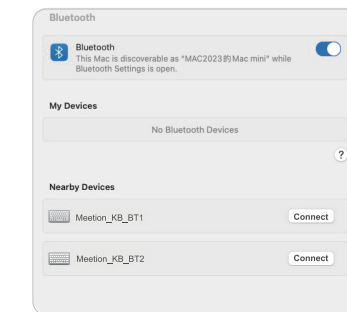 Bluetooth
Bluetooth
This Mac is discoverable as "MAC2023的Mac mini" while
Bluetooth Settings is open.
My Devices
No Bluetooth Devices
?
Nearby Devices
Meetion_KB_BT1 Connect
Meetion_KB_BT2 Connect